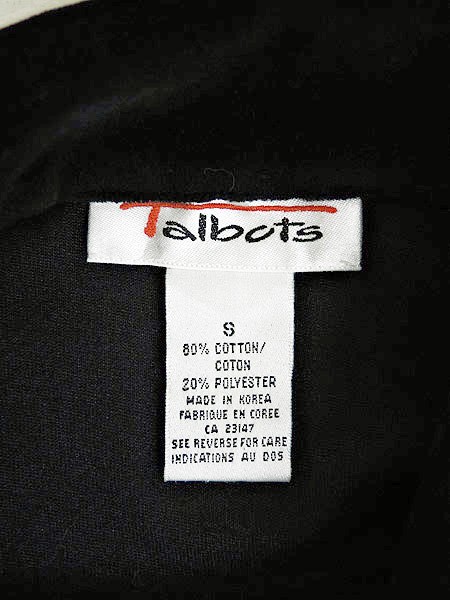 Talbots
S
80% COTTON/
COTON
20% POLYESTER
MADE IN KOREA
FABRIQUE EN COREE
CA 23147
SEE REVERSE FOR CARE
INDICATIONS AU DOS